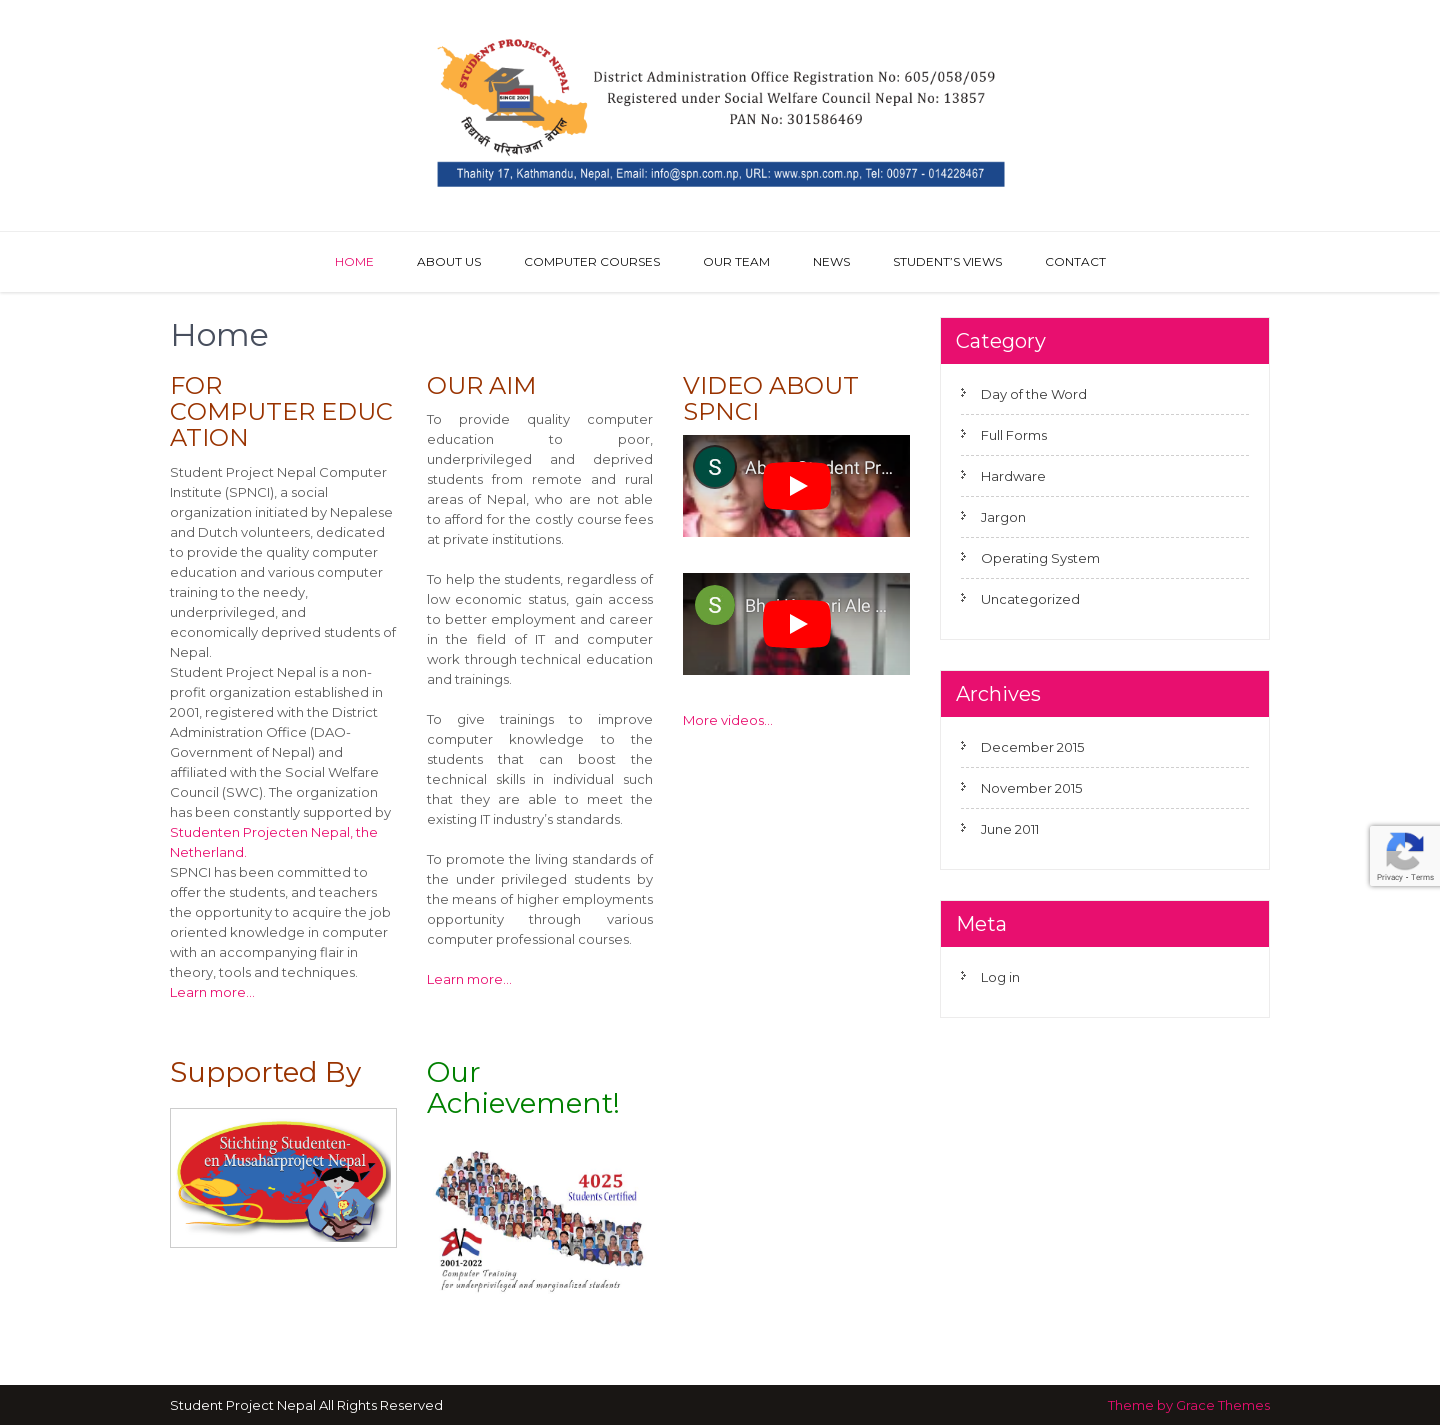 STUDENT PROJECT NEPAL
SINCE 2001
विद्यार्थी परियोजना नेपाल
District Administration Office Registration No: 605/058/059
Registered under Social Welfare Council Nepal No: 13857
PAN No: 301586469
Thahity 17, Kathmandu, Nepal, Email: info@spn.com.np, URL: www.spn.com.np, Tel: 00977 - 014228467
HOME
ABOUT US
COMPUTER COURSES
OUR TEAM
NEWS
STUDENT’S VIEWS
CONTACT
Home
FOR
COMPUTER EDUC
ATION
Student Project Nepal Computer
Institute (SPNCI), a social
organization initiated by Nepalese
and Dutch volunteers, dedicated
to provide the quality computer
education and various computer
training to the needy,
underprivileged, and
economically deprived students of
Nepal.
Student Project Nepal is a non-
profit organization established in
2001, registered with the District
Administration Office (DAO-
Government of Nepal) and
affiliated with the Social Welfare
Council (SWC). The organization
has been constantly supported by
Studenten Projecten Nepal, the
Netherland.
SPNCI has been committed to
offer the students, and teachers
the opportunity to acquire the job
oriented knowledge in computer
with an accompanying flair in
theory, tools and techniques.
Learn more…
OUR AIM
To provide quality computer
education to poor,
underprivileged and deprived
students from remote and rural
areas of Nepal, who are not able
to afford for the costly course fees
at private institutions.
To help the students, regardless of
low economic status, gain access
to better employment and career
in the field of IT and computer
work through technical education
and trainings.
To give trainings to improve
computer knowledge to the
students that can boost the
technical skills in individual such
that they are able to meet the
existing IT industry’s standards.
To promote the living standards of
the under privileged students by
the means of higher employments
opportunity through various
computer professional courses.
Learn more…
VIDEO ABOUT
SPNCI
S
Pr...
S
Ale ...
More videos…
Category
Day of the Word
Full Forms
Hardware
Jargon
Operating System
Uncategorized
Archives
December 2015
November 2015
June 2011
Meta
Log in
Privacy - Terms
Supported By
Stichting Studenten-
en Musaharproject Nepal
Our
Achievement!
4025
Students Certified
2001-2022
Computer Training
for underprivileged and marginalized students
Student Project Nepal All Rights Reserved
Theme by Grace Themes